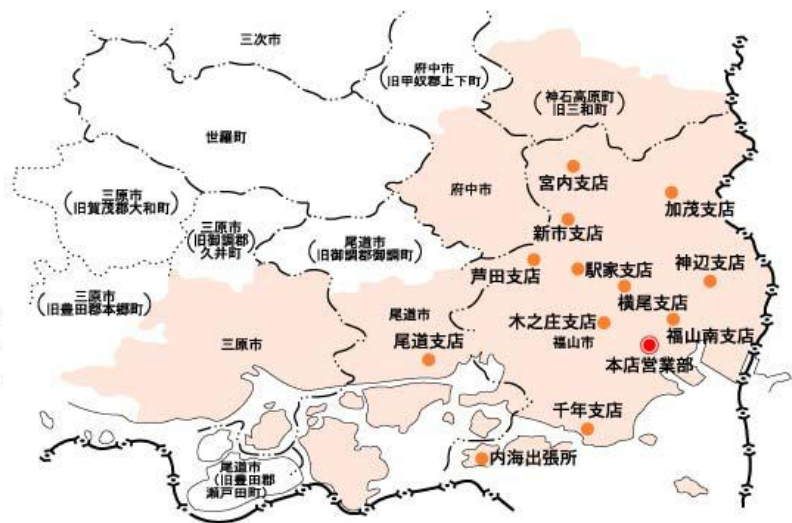 三次市
府中市
(旧甲奴郡上下町)
神石高原町
(旧三和町)
世羅町
三原市
(旧賀茂郡大和町)
三原市
(旧御調郡
久井町)
尾道市
(旧御調郡御調町)
府中市
宮内支店
加茂支店
新市支店
芦田支店
駅家支店
神辺支店
三原市
(旧豊田郡本郷町)
横尾支店
尾道市
木之庄支店
福山南支店
三原市
尾道支店
福山市
本店営業部
千年支店
内海出張所
尾道市
(旧豊田郡
瀬戸田町)